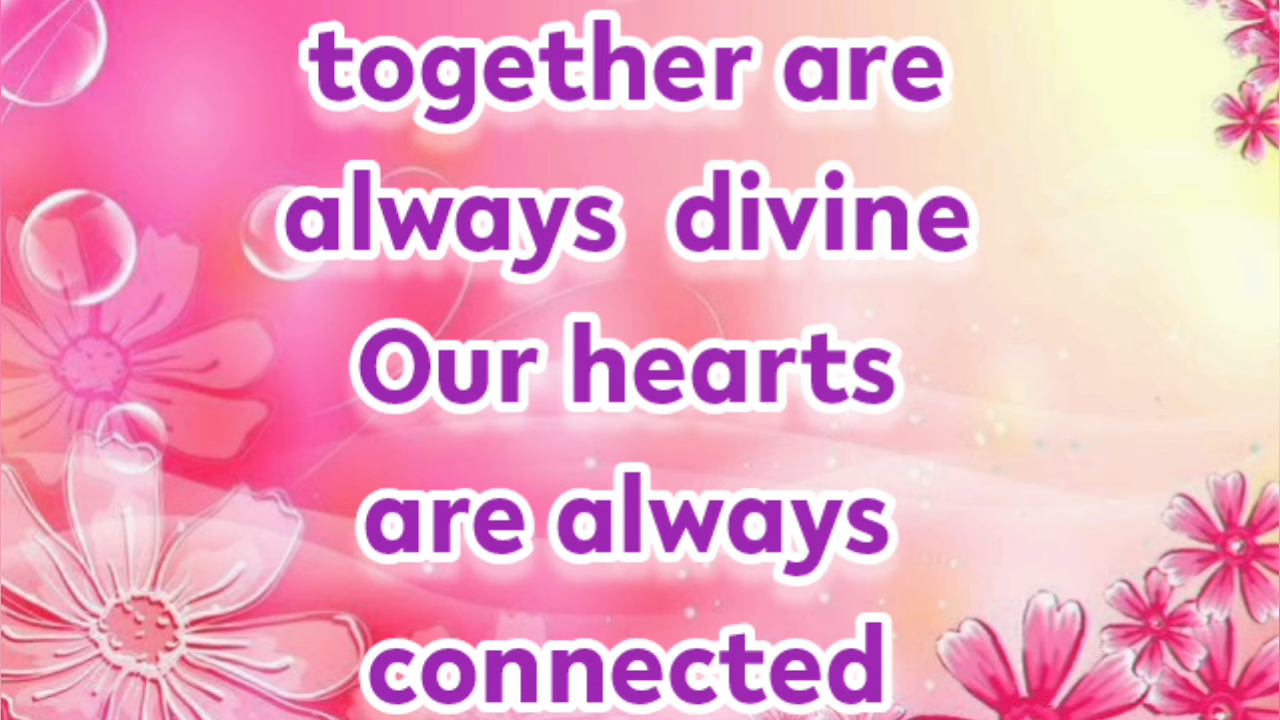 together are
always  divine
Our hearts
are always
connected